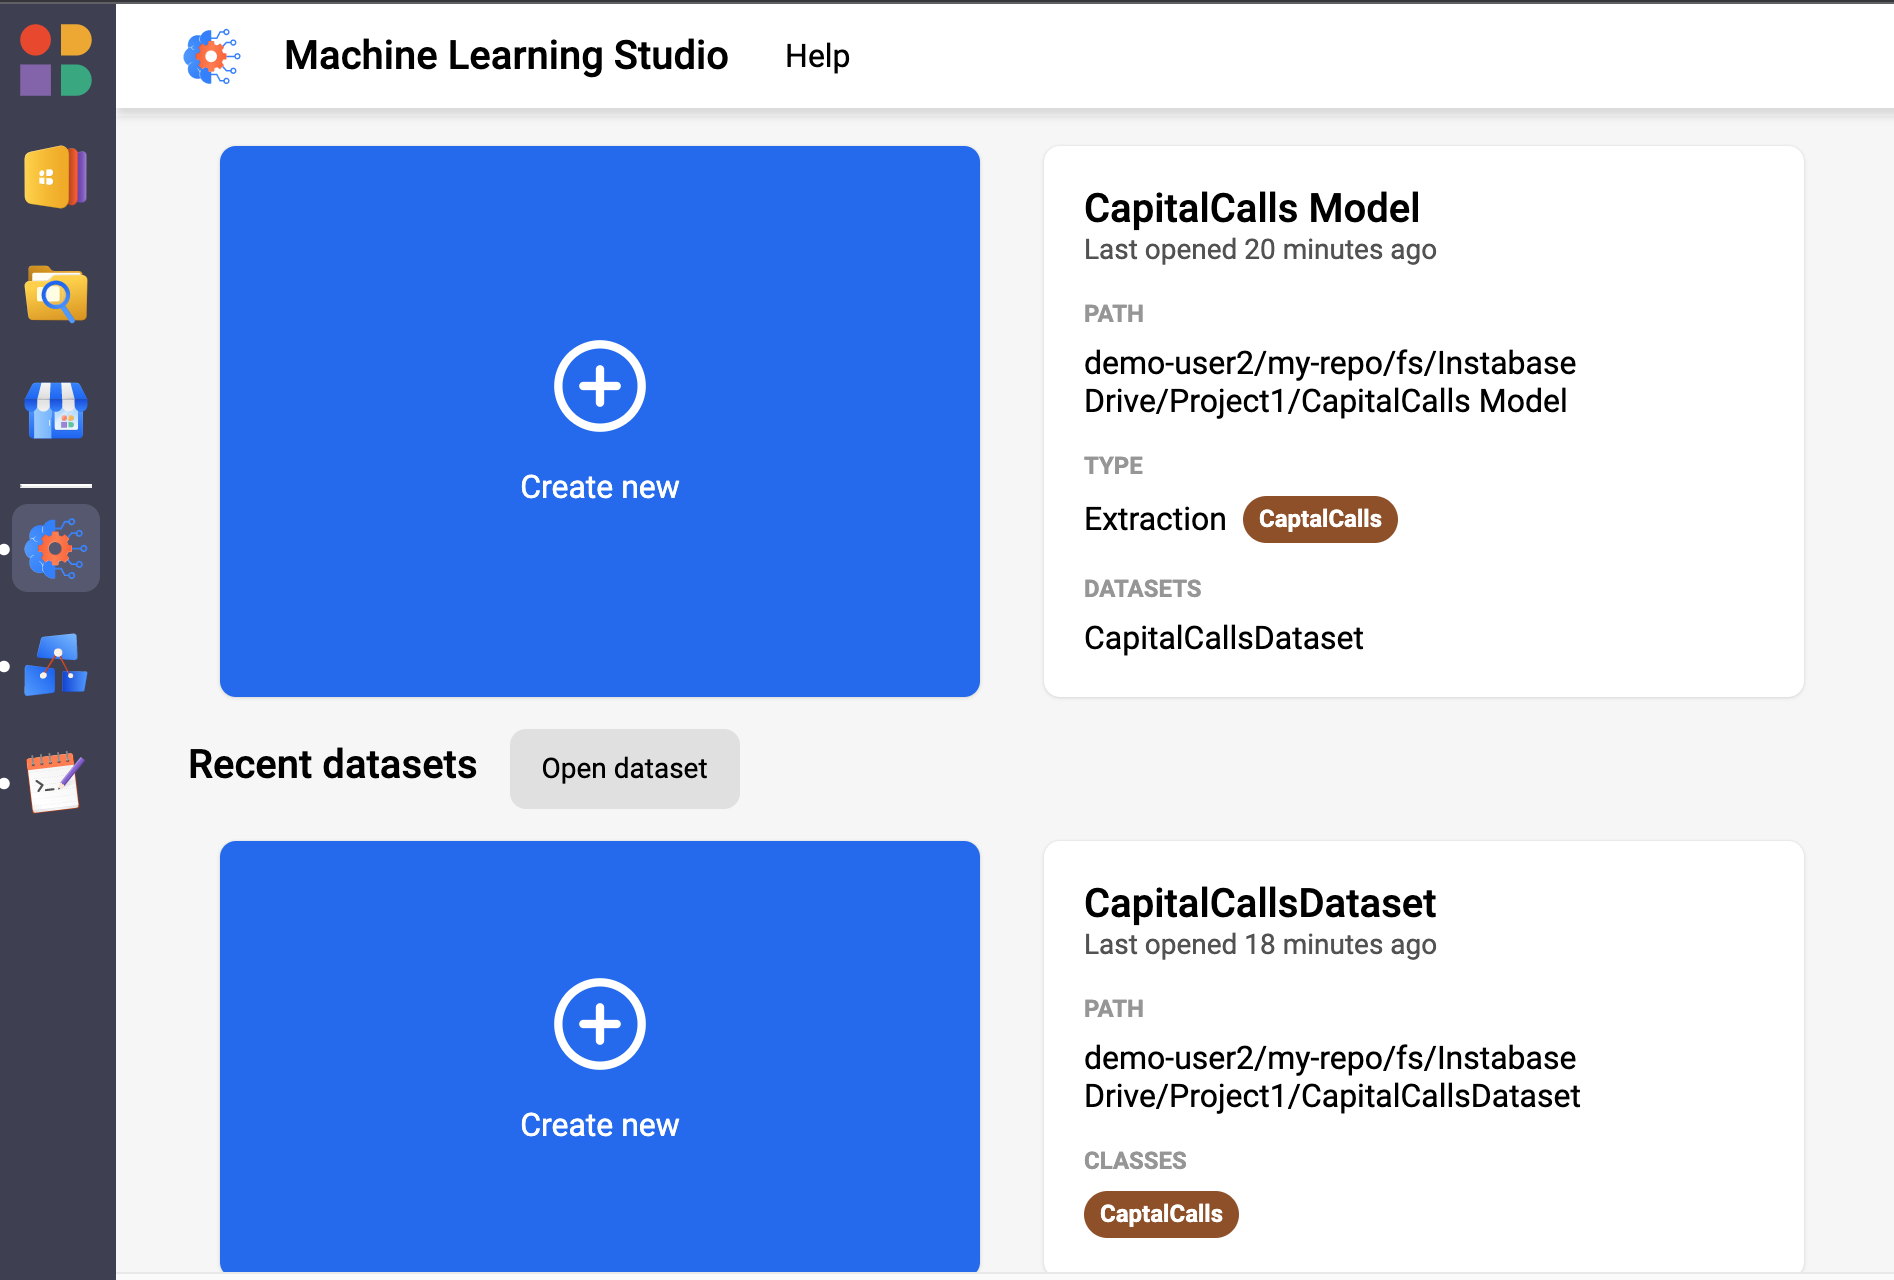 Machine Learning Studio
Help
Create new
CapitalCalls Model
Last opened 20 minutes ago
PATH
demo-user2/my-repo/fs/Instabase
Drive/Project1/CapitalCalls Model
TYPE
Extraction CaptalCalls
DATASETS
CapitalCallsDataset
Recent datasets
Open dataset
Create new
CapitalCallsDataset
Last opened 18 minutes ago
PATH
demo-user2/my-repo/fs/Instabase
Drive/Project1/CapitalCallsDataset
CLASSES
CaptalCalls